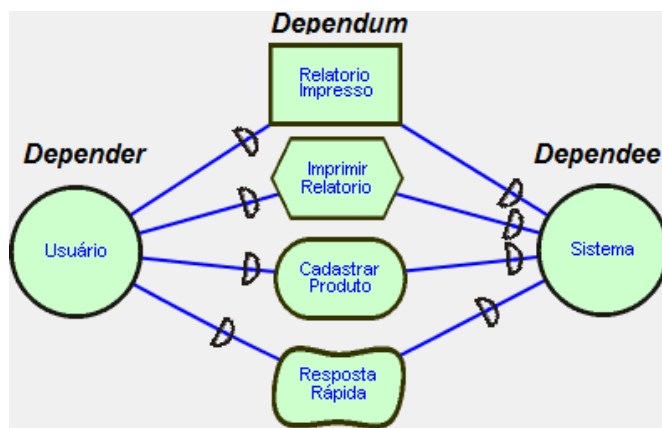 Dependum
Relatorio
Impresso
Depender
Dependee
Imprimir
Relatorio
Usuário
Sistema
Cadastrar
Produto
Resposta
Rápida